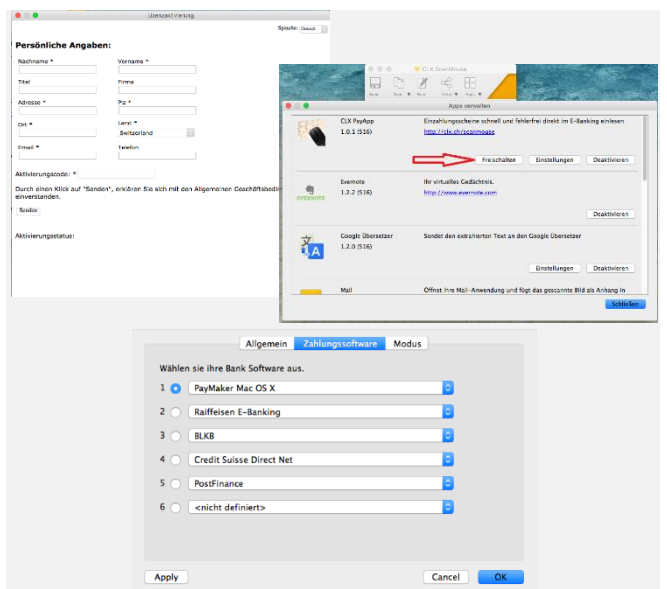 Lizenzaktivierung
Sprache: Deutsch
Persönliche Angaben:
Nachname * Vorname *
Titel Firma
Adresse * Plz *
Ort * Land *
Switzerland
Email * Telefon
Aktivierungscode: *
Durch einen Klick auf "Senden", erklären Sie sich mit den Allgemeinen Geschäftsbedin
einverstanden.
Senden
Aktivierungsstatus:
CLX ScanMouse
Apps verwalten
CLX PayApp
1.0.1 (516)
Einzahlungsscheine schnell und fehlerfrei direkt im E-Banking einlesen
http://clx.ch/scanmouse
Freischalten Einstellungen Deaktivieren
EVERNOTE
Evernote
1.2.2 (516)
Ihr virtuelles Gedächtnis.
http://www.evernote.com
Deaktivieren
Google Übersetzer
1.2.0 (516)
Sendet den extrahierten Text an den Google Übersetzer
Einstellungen Deaktivieren
Mail
Öffnet Ihre Mail-Anwendung und fügt das gescannte Bild als Anhang in
Schließen
Allgemein Zahlungssoftware Modus
Wählen sie ihre Bank Software aus.
1 PayMaker Mac OS X
2 Raiffeisen E-Banking
3 BLKB
4 Credit Suisse Direct Net
5 PostFinance
6 <nicht definiert>
Apply Cancel OK